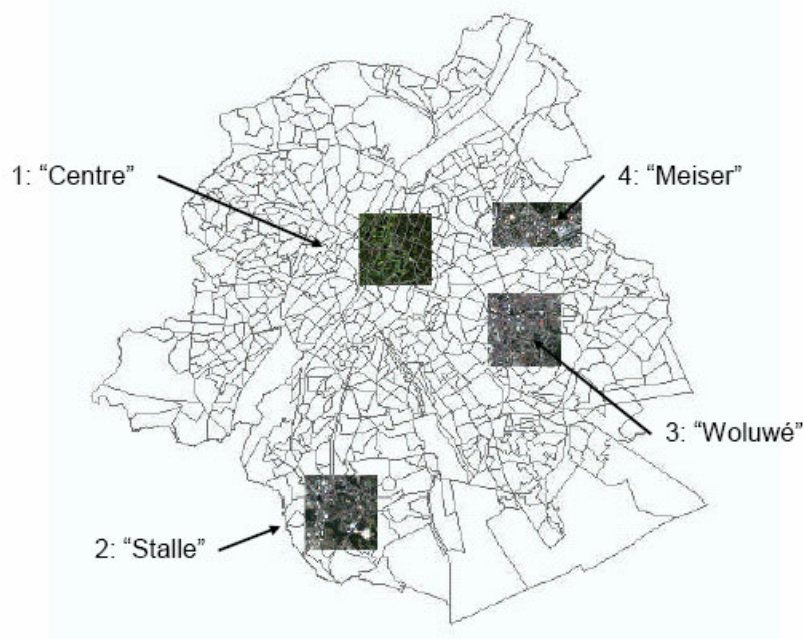 1: “Centre”
4: “Meiser”
3: “Woluwé”
2: “Stalle”